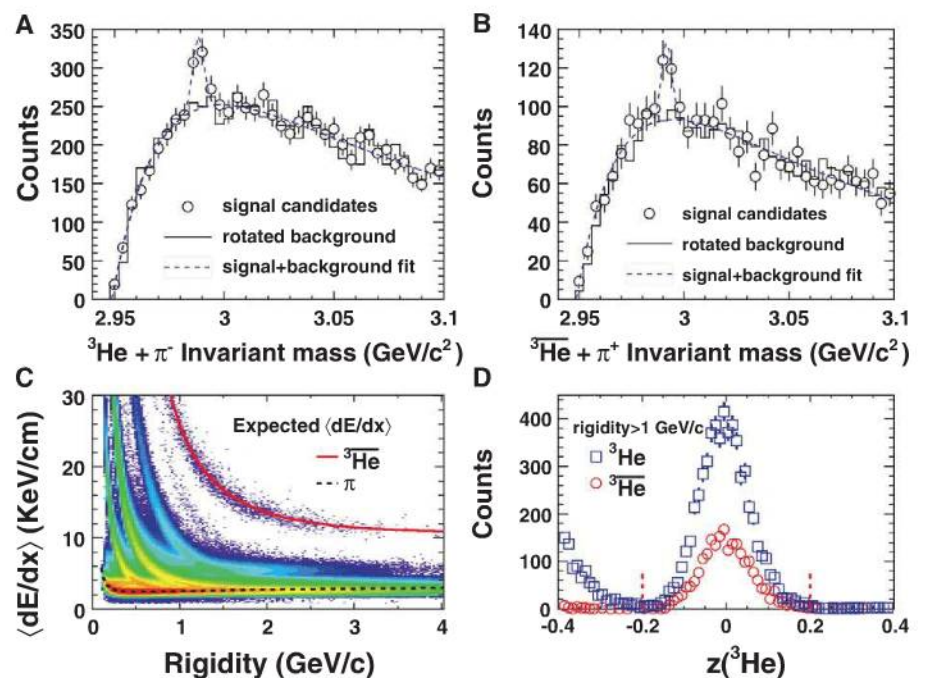 A
350
300
250
200
150
100
50
0
Counts
signal candidates
rotated background
signal+background fit
2.95 3 3.05 3.1
³He + π⁻ Invariant mass (GeV/c²)
B
140
120
100
80
60
40
20
0
Counts
signal candidates
rotated background
signal+background fit
2.95 3 3.05 3.1
³H̅e̅ + π⁺ Invariant mass (GeV/c²)
C
30
20
10
0
⟨dE/dx⟩ (KeV/cm)
Expected ⟨dE/dx⟩
³H̅e̅
π
0 1 2 3 4
Rigidity (GeV/c)
D
400
300
200
100
0
Counts
rigidity>1 GeV/c
³He
³H̅e̅
-0.4 -0.2 0 0.2 0.4
z(³He)